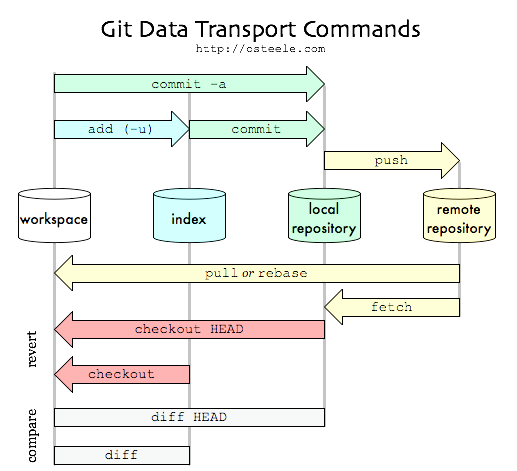 Git Data Transport Commands
http://osteele.com
commit -a
add (-u)
commit
push
workspace
index
local
repository
remote
repository
pull or rebase
fetch
revert
checkout HEAD
checkout
compare
diff HEAD
diff